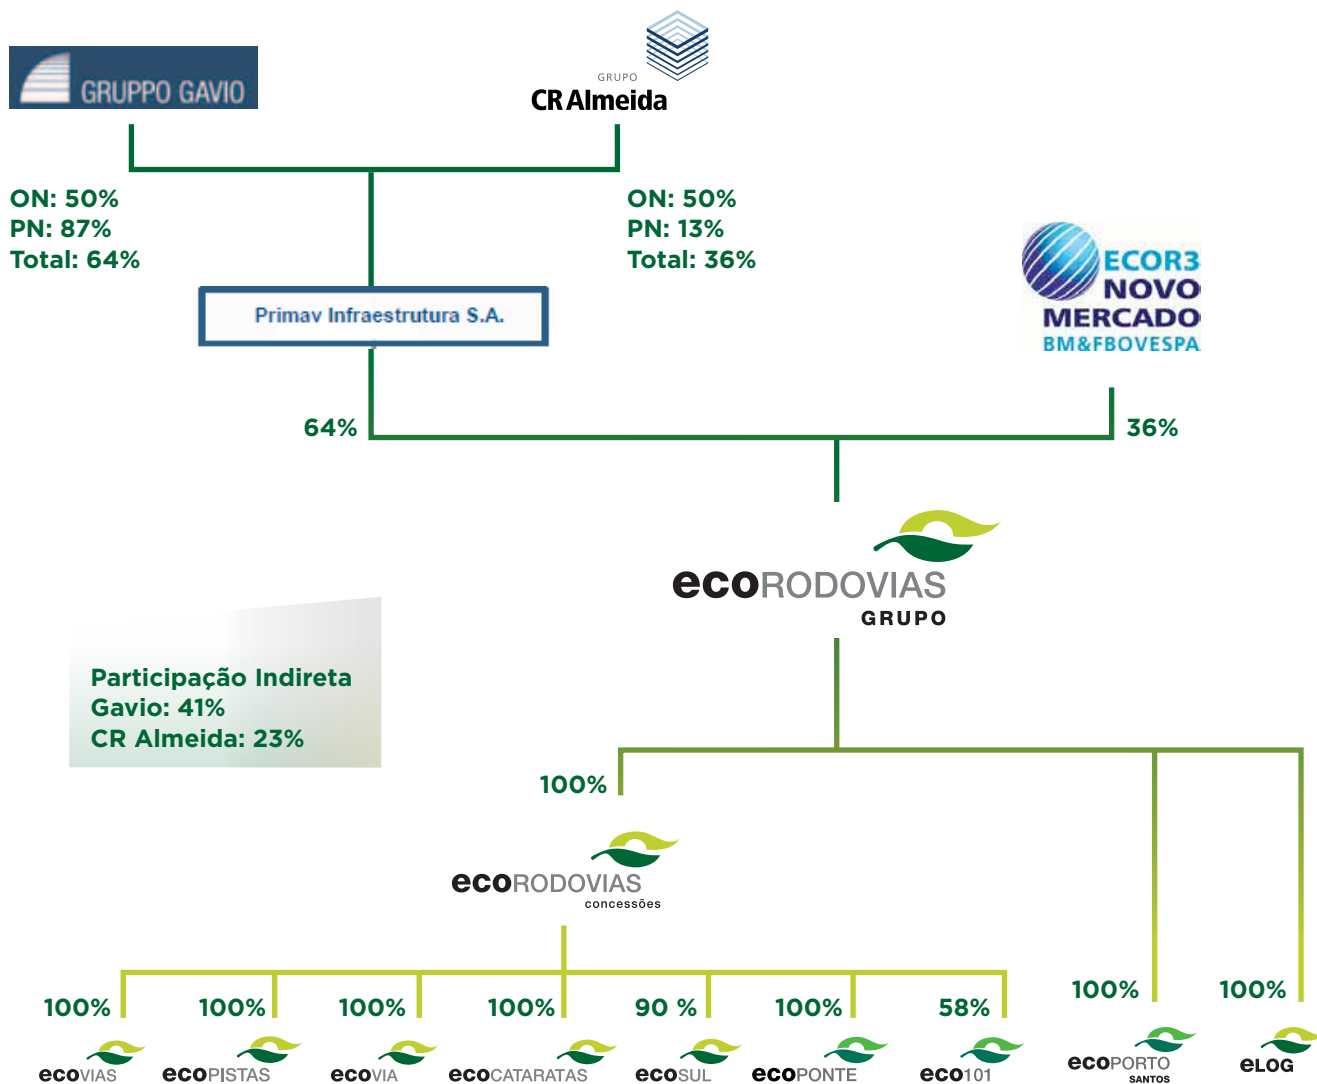 GRUPPO GAVIO
GRUPO
CR Almeida
ON: 50%
PN: 87%
Total: 64%
ON: 50%
PN: 13%
Total: 36%
Primav Infraestrutura S.A.
ECOR3
NOVO
MERCADO
BM&FBOVESPA
64%
36%
ecoRODOVIAS
GRUPO
Participação Indireta
Gavio: 41%
CR Almeida: 23%
100%
ecoRODOVIAS
concessões
100%
100%
100%
100%
90 %
100%
58%
100%
100%
ecoVIAS
ecoPISTAS
ecoVIA
ecoCATARATAS
ecoSUL
ecoPONTE
eco101
ecoPORTO
SANTOS
eLOG